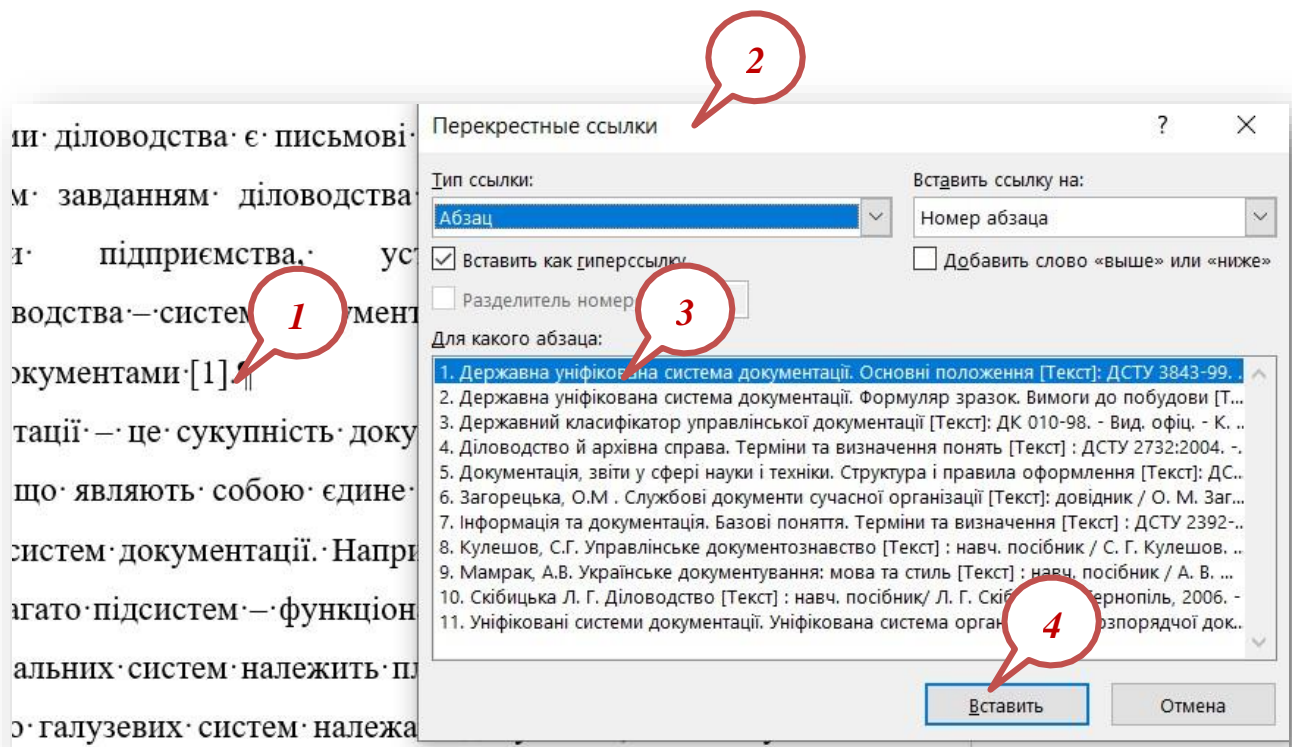 2
ми· діловодства· є· письмові·
м· завданням· діловодства·
підприємства,·
водства·–·систем
умент
окументами·[1].¶
1
тації·–·це·сукупність·доку
що· являють· собою· єдине·
систем·документації.·Напри
агато·підсистем·–·функціон
альних·систем·належить·пл
о·галузевих·систем·належа
Перекрестные ссылки
?
Тип ссылки:
Вставить ссылку на:
Абзац
Номер абзаца
Вставить как гиперссылку
Добавить слово «выше» или «ниже»
Разделитель номер
3
Для какого абзаца:
1. Державна уніфікована система документації. Основні положення [Текст]: ДСТУ 3843-99. .
2. Державна уніфікована система документації. Формуляр зразок. Вимоги до побудови [Т...
3. Державний класифікатор управлінської документації [Текст]: ДК 010-98. - Вид. офіц. - К. ...
4. Діловодство й архівна справа. Терміни та визначення понять [Текст] : ДСТУ 2732:2004. -.
5. Документація, звіти у сфері науки і техніки. Структура і правила оформлення [Текст]: ДС...
6. Загорецька, О.М . Службові документи сучасної організації [Текст]: довідник / О. М. Заг...
7. Інформація та документація. Базові поняття. Терміни та визначення [Текст] : ДСТУ 2392-..
8. Кулешов, С.Г. Управлінське документознавство [Текст] : навч. посібник / С. Г. Кулешов. ...
9. Мамрак, А.В. Українське документування: мова та стиль [Текст] : навч. посібник / А. В. ...
10. Скібицька Л. Г. Діловодство [Текст] : навч. посібник/ Л. Г. Скіб ернопіль, 2006. -
11. Уніфіковані системи документації. Уніфікована система орган озпорядчої док..
4
Вставить
Отмена